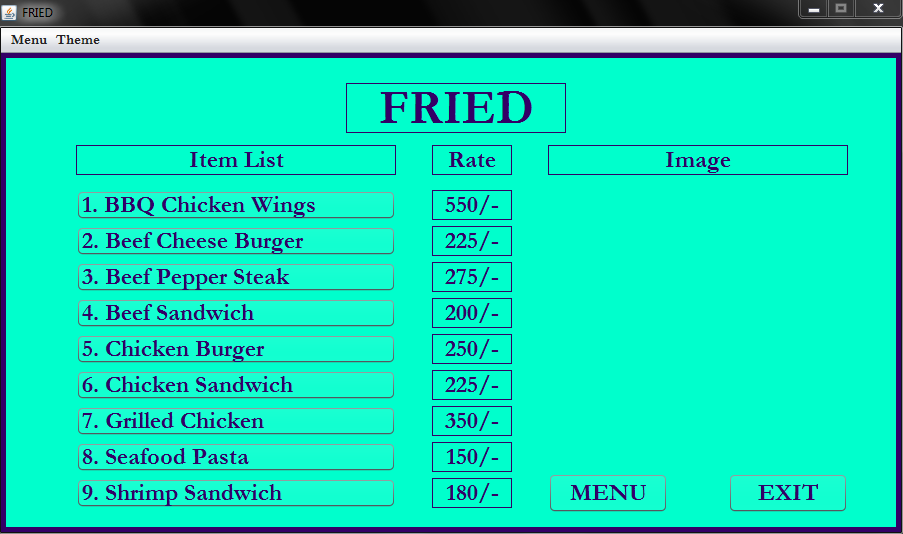 FRIED
Menu Theme
FRIED
Item List Rate Image
1. BBQ Chicken Wings 550/-
2. Beef Cheese Burger 225/-
3. Beef Pepper Steak 275/-
4. Beef Sandwich 200/-
5. Chicken Burger 250/-
6. Chicken Sandwich 225/-
7. Grilled Chicken 350/-
8. Seafood Pasta 150/-
9. Shrimp Sandwich 180/- MENU EXIT